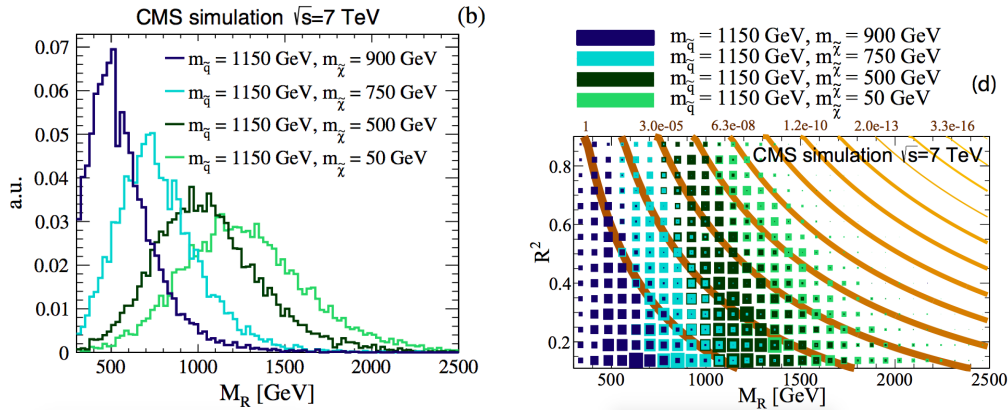 CMS simulation √s=7 TeV (b)
0.07
0.06
0.05
0.04
0.03
0.02
0.01
0
a.u.
m_q̃ = 1150 GeV, m_χ̃ = 900 GeV
m_q̃ = 1150 GeV, m_χ̃ = 750 GeV
m_q̃ = 1150 GeV, m_χ̃ = 500 GeV
m_q̃ = 1150 GeV, m_χ̃ = 50 GeV
500 1000 1500 2000 2500
M_R [GeV]
m_q̃ = 1150 GeV, m_χ̃ = 900 GeV
m_q̃ = 1150 GeV, m_χ̃ = 750 GeV
m_q̃ = 1150 GeV, m_χ̃ = 500 GeV
m_q̃ = 1150 GeV, m_χ̃ = 50 GeV
(d)
1 3.0e-05 6.3e-08 1.2e-10 2.0e-13 3.3e-16
CMS simulation √s=7 TeV
0.8
0.6
0.4
0.2
R²
500 1000 1500 2000 2500
M_R [GeV]